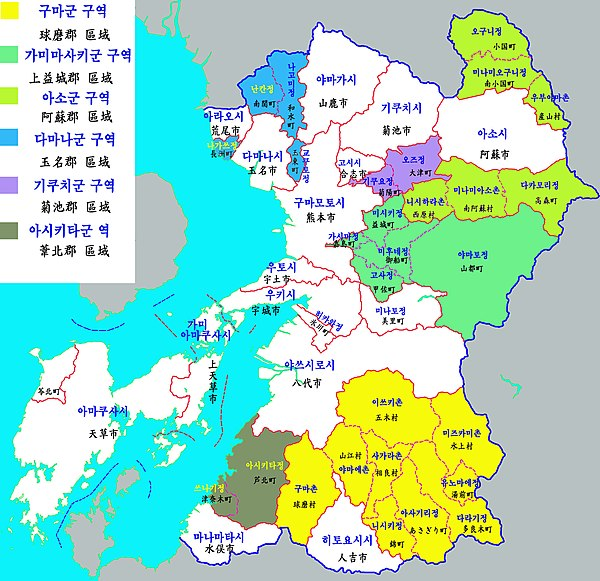 구마군 구역
球磨郡 區域
가미마사키군 구역
上益城郡 區域
아소군 구역
阿蘇郡 區域
다마나군 구역
玉名郡 區域
기쿠치군 구역
菊池郡 區域
아시키타군 역
葦北郡 區域
오구니정
小国町
미나미오구니정
南小国町
우부야마촌
産山村
난칸정
南関町
나고미정
和水町
야마가시
山鹿市
기쿠치시
菊池市
아소시
阿蘇市
아라오시
荒尾市
나가쓰정
長洲町
다마나시
玉名市
玉東町
고시시
合志市
오즈정
大津町
기쿠요정
菊陽町
구마모토시
熊本市
니시하라촌
西原村
미나미아소촌
南阿蘇村
다카모리정
高森町
미시키정
益城町
가시마정
嘉島町
미후네정
御船町
고사정
甲佐町
야마토정
山都町
우토시
宇土市
우키시
宇城市
미나토정
美里町
히카와정
氷川町
가미
아마쿠사시
上天草市
야쓰시로시
八代市
苓北町
아마쿠사시
天草市
이쓰키촌
五木村
미즈카미촌
水上村
山江村
야마에촌
사가라촌
相良村
유노마에정
湯前町
아시키타정
芦北町
쓰나기정
津奈木町
구마촌
球磨村
아사기리정
あさぎり町
다라기정
多良木町
니시키정
錦町
마나마타시
水俣市
히토요시시
人吉市